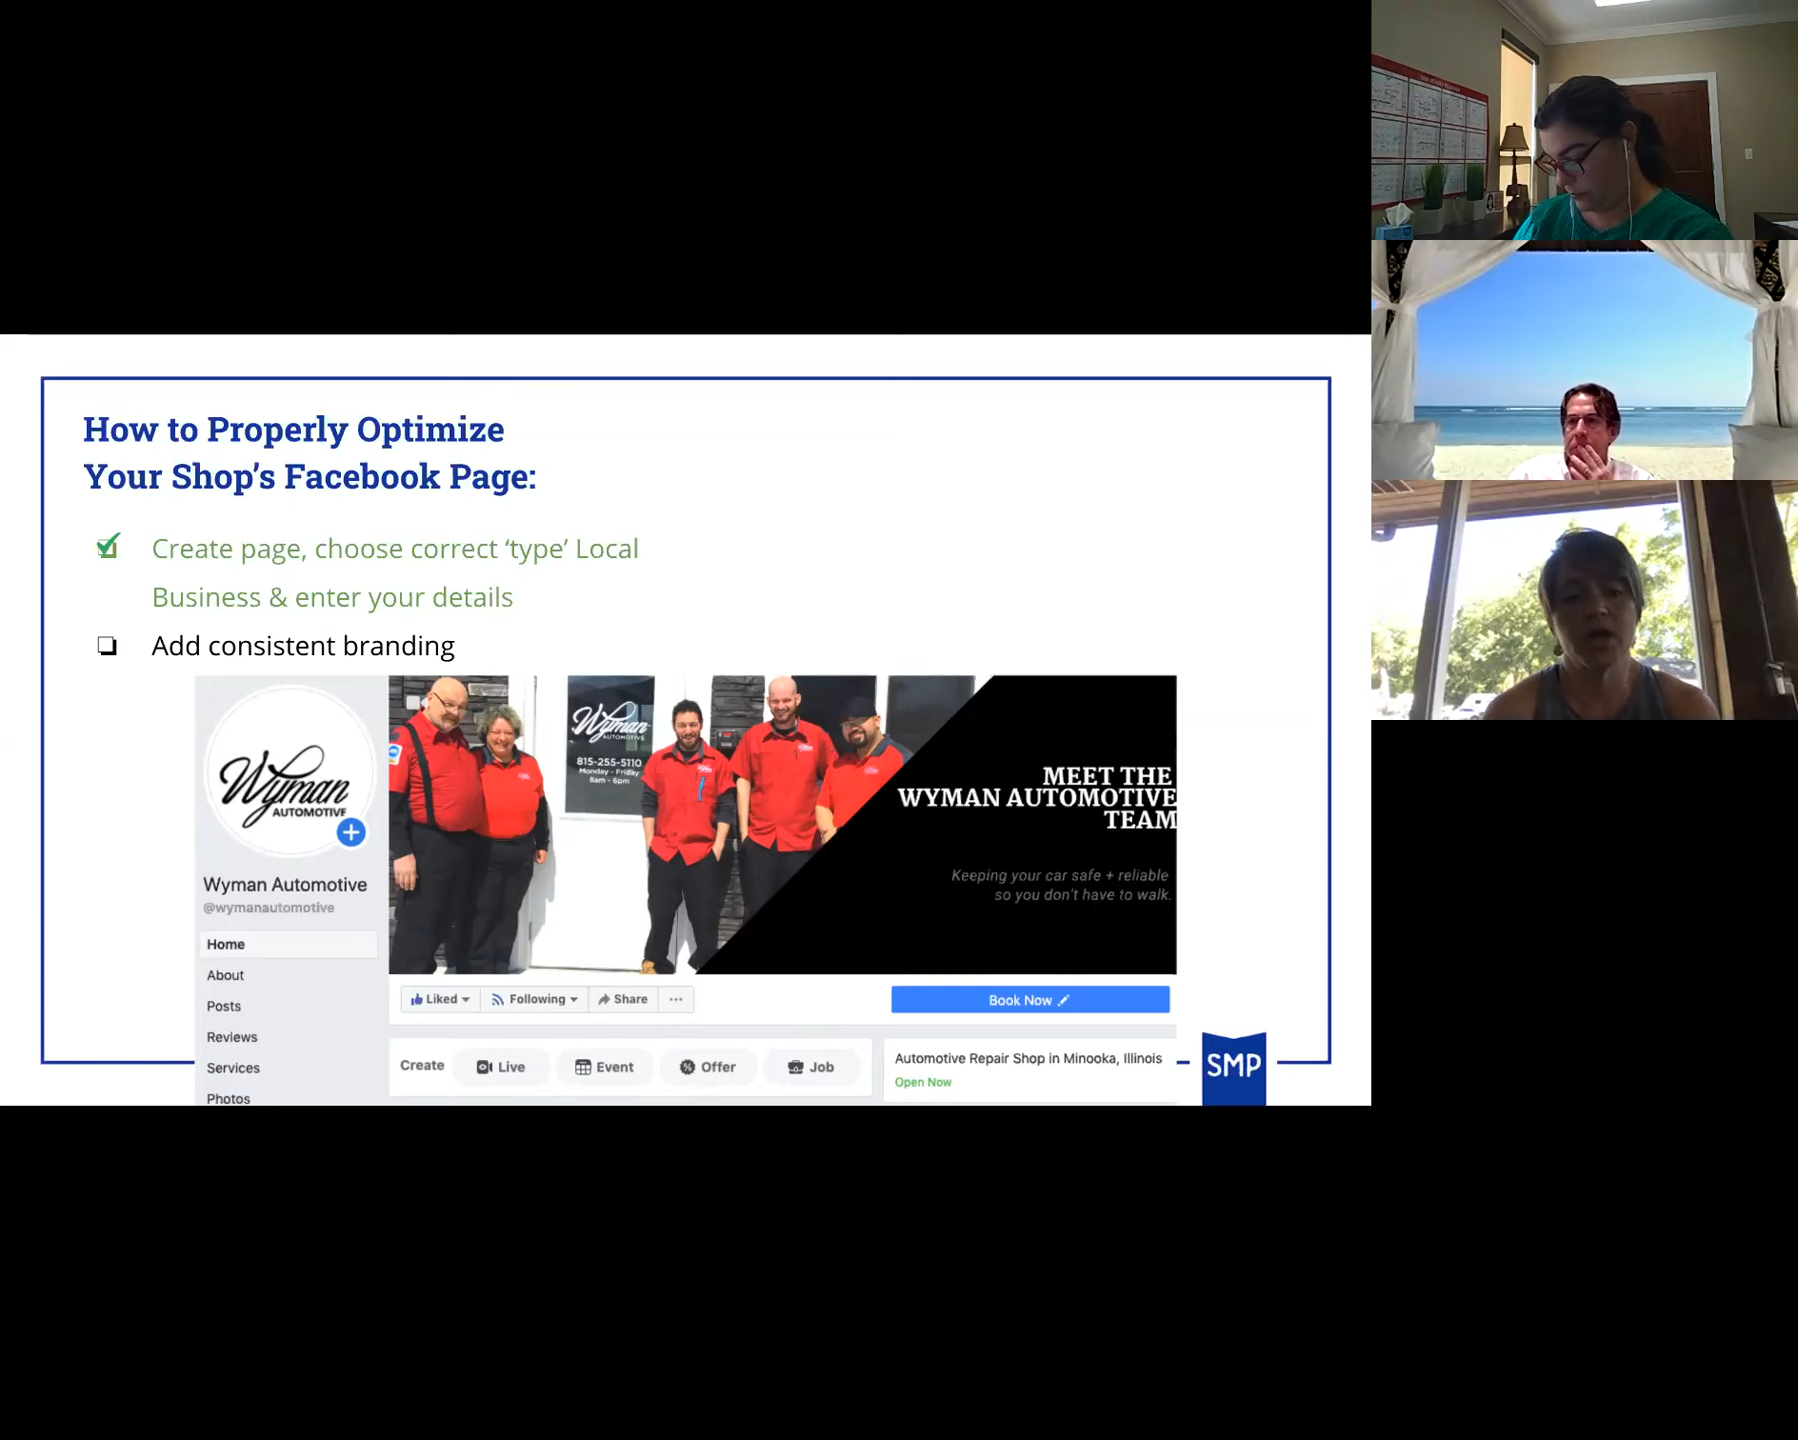 How to Properly Optimize
Your Shop's Facebook Page:
Create page, choose correct ‘type’ Local
Business & enter your details
Add consistent branding
Wyman
AUTOMOTIVE
Wyman Automotive
@wymanautomotive
Home
About
Posts
Reviews
Services
Photos
Wyman
AUTOMOTIVE
815-255-5110
Monday - Friday
8am - 6pm
MEET THE
WYMAN AUTOMOTIVE
TEAM
Keeping your car safe + reliable
so you don't have to walk.
Liked
Following
Share
...
Book Now
Create
Live
Event
Offer
Job
Automotive Repair Shop in Minooka, Illinois
Open Now
SMP